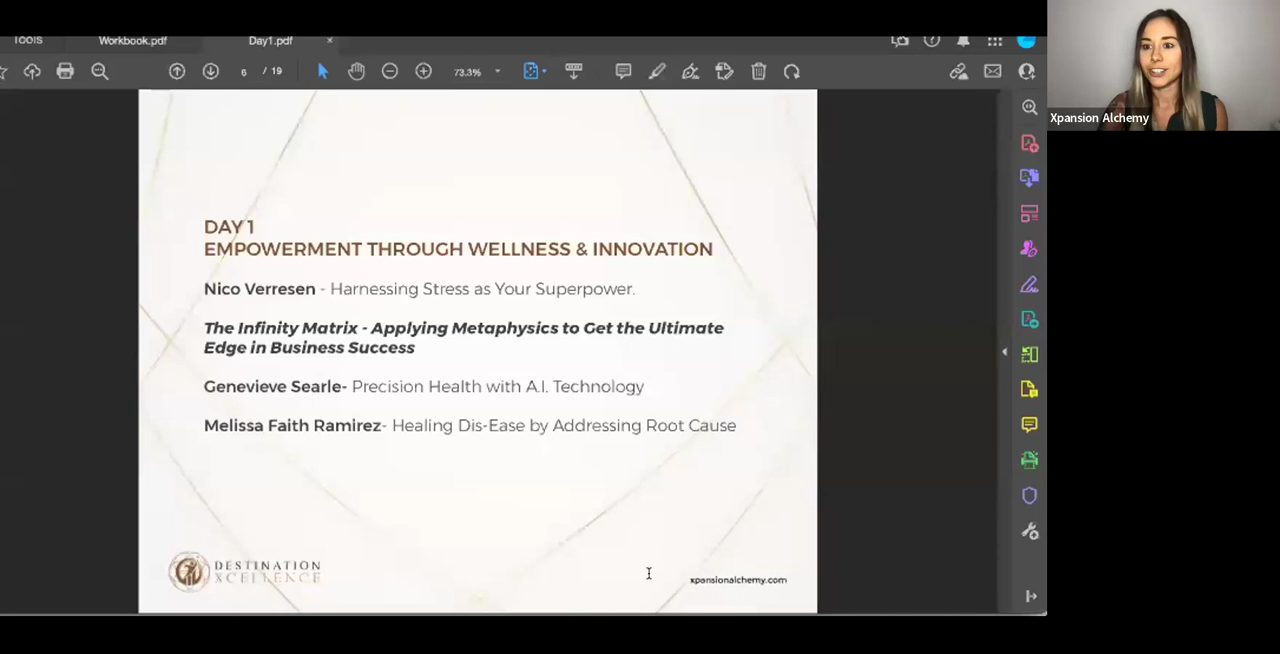 Tools
Workbook.pdf
Day1.pdf
×
6 / 19
73.3%
Xpansion Alchemy
DAY 1
EMPOWERMENT THROUGH WELLNESS & INNOVATION
Nico Verresen - Harnessing Stress as Your Superpower.
The Infinity Matrix - Applying Metaphysics to Get the Ultimate
Edge in Business Success
Genevieve Searle- Precision Health with A.I. Technology
Melissa Faith Ramirez- Healing Dis-Ease by Addressing Root Cause
DESTINATION
XCELLENCE
xpansionalchemy.com